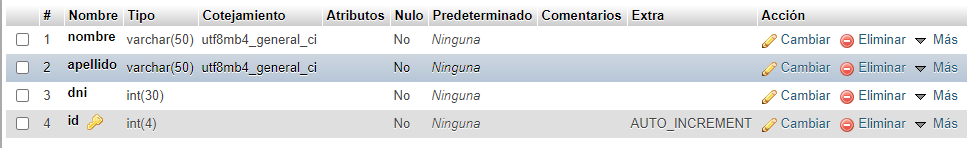 # Nombre Tipo Cotejamiento Atributos Nulo Predeterminado Comentarios Extra Acción
1 nombre varchar(50) utf8mb4_general_ci No Ninguna Cambiar Eliminar Más
2 apellido varchar(50) utf8mb4_general_ci No Ninguna Cambiar Eliminar Más
3 dni int(30) No Ninguna Cambiar Eliminar Más
4 id int(4) No Ninguna AUTO_INCREMENT Cambiar Eliminar Más